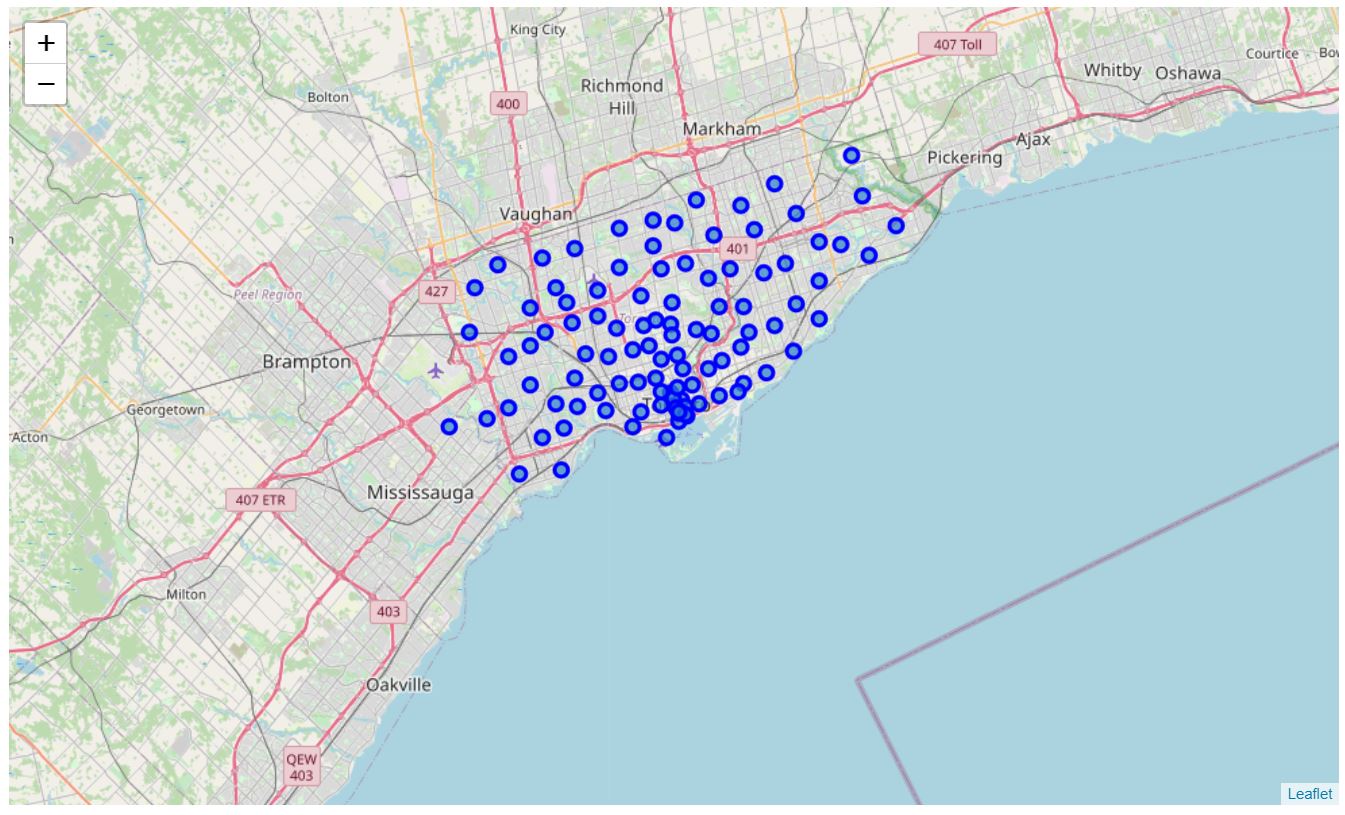 +
−
King City
407 Toll
Courtice
Whitby
Oshawa
Richmond
Hill
Bolton
400
Markham
Ajax
Pickering
Vaughan
401
427
Peel Region
Brampton
Georgetown
Acton
Mississauga
407 ETR
Milton
403
Oakville
QEW
403
Leaflet